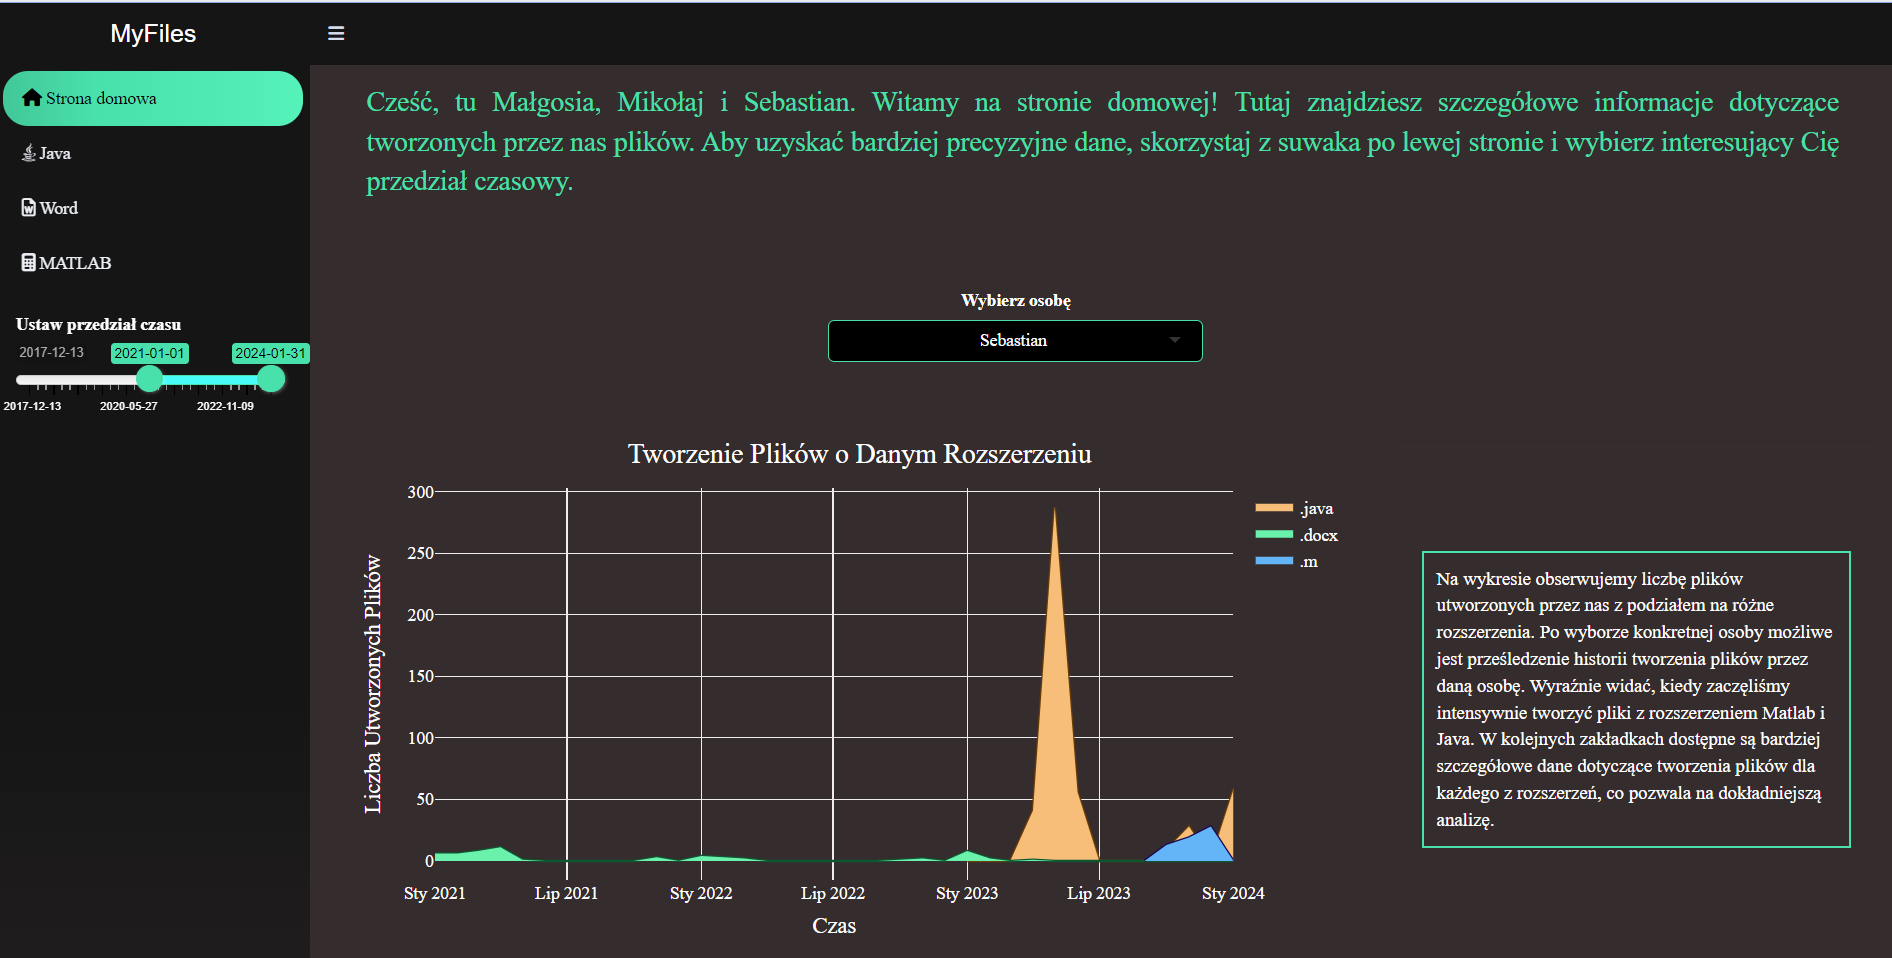 MyFiles
Strona domowa
Java
Word
MATLAB
Ustaw przedział czasu
2017-12-13 2021-01-01 2024-01-31
2017-12-13 2020-05-27 2022-11-09
Cześć, tu Małgosia, Mikołaj i Sebastian. Witamy na stronie domowej! Tutaj znajdziesz szczegółowe informacje dotyczące
tworzonych przez nas plików. Aby uzyskać bardziej precyzyjne dane, skorzystaj z suwaka po lewej stronie i wybierz interesujący Cię
przedział czasowy.
Wybierz osobę
Sebastian
Tworzenie Plików o Danym Rozszerzeniu
Liczba Utworzonych Plików
300
250
200
150
100
50
0
Sty 2021 Lip 2021 Sty 2022 Lip 2022 Sty 2023 Lip 2023 Sty 2024
Czas
.java
.docx
.m
Na wykresie obserwujemy liczbę plików
utworzonych przez nas z podziałem na różne
rozszerzenia. Po wyborze konkretnej osoby możliwe
jest prześledzenie historii tworzenia plików przez
daną osobę. Wyraźnie widać, kiedy zaczęliśmy
intensywnie tworzyć pliki z rozszerzeniem Matlab i
Java. W kolejnych zakładkach dostępne są bardziej
szczegółowe dane dotyczące tworzenia plików dla
każdego z rozszerzeń, co pozwala na dokładniejszą
analizę.